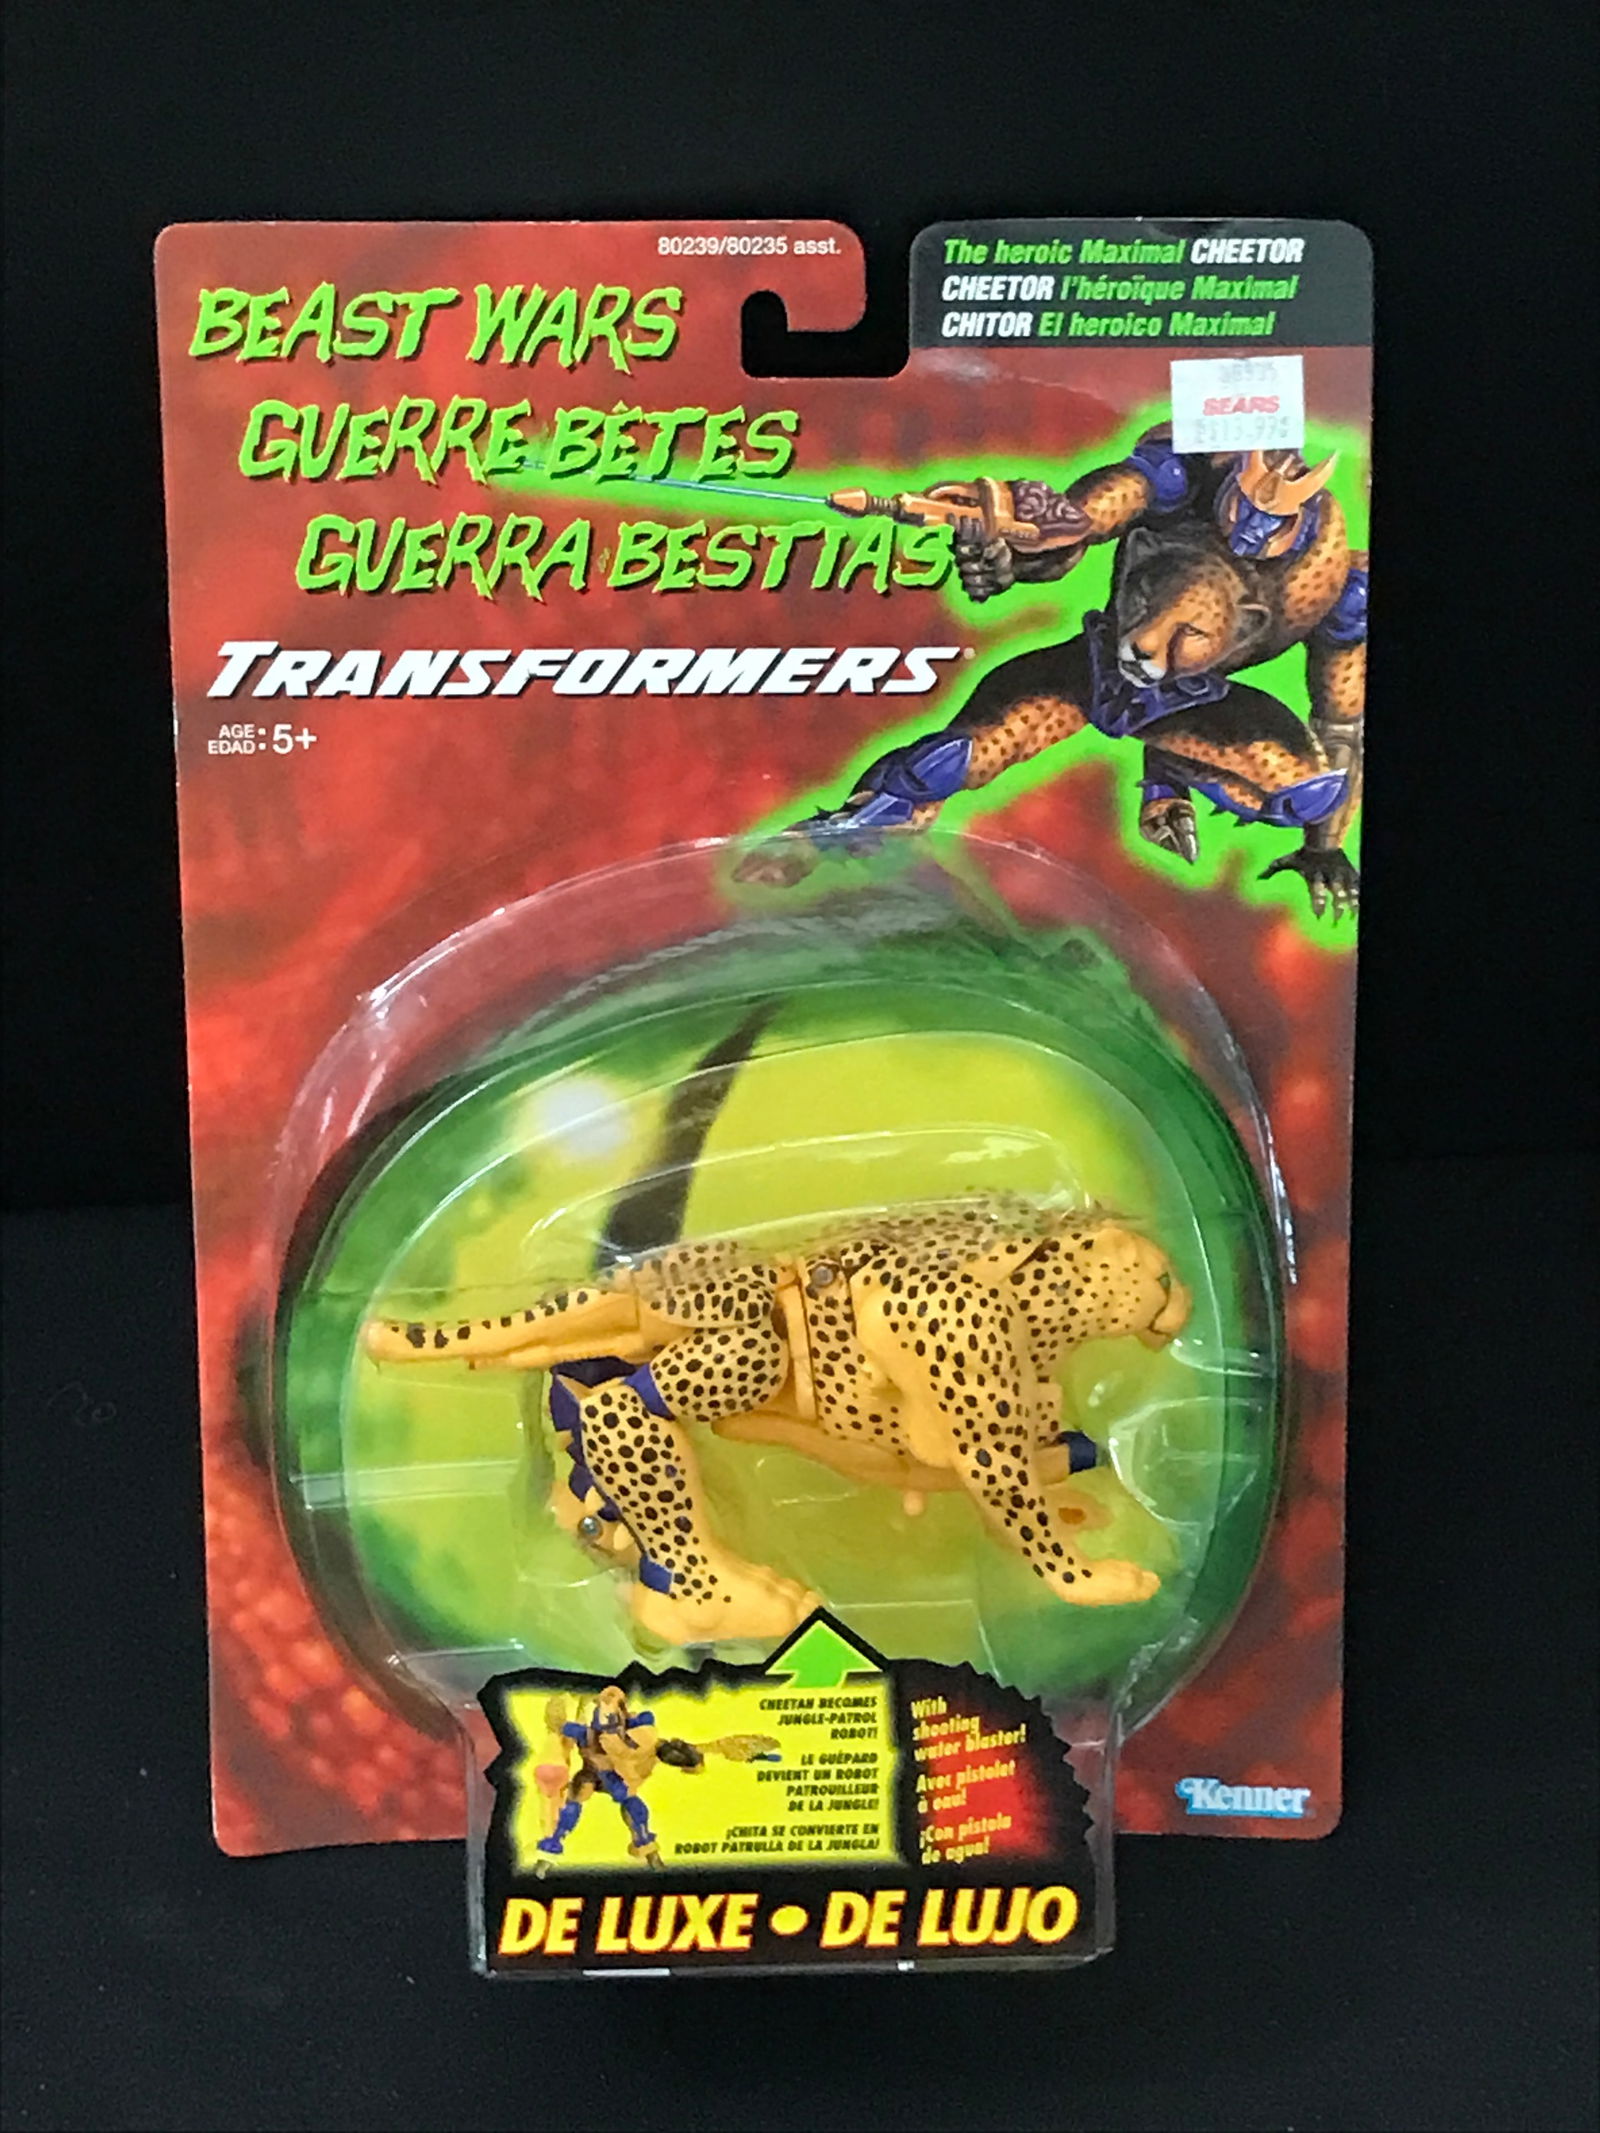 80239/80235 asst.
The heroic Maximal CHEETOR
CHEETOR l'héroïque Maximal
CHITOR El heroico Maximal
BEAST WARS
GUERRE BÊTES
GUERRA BESTIAS
SEARS
TRANSFORMERS
AGE
EDAD : 5+
CHEETAH BECOMES
JUNGLE-PATROL
ROBOT!
LE GUÉPARD
DEVIENT UN ROBOT
PATROUILLEUR
DE LA JUNGLE!
¡CHITA SE CONVIERTE EN
ROBOT PATRULLA DE LA JUNGLA!
With
shooting
water blaster!
Avec pistolet
à eau!
¡Con pistola
de agua!
Kenner
DE LUXE • DE LUJO